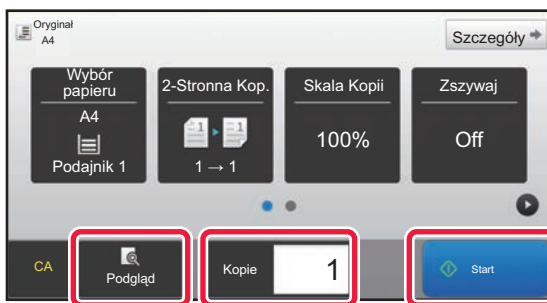 Oryginał
A4
Szczegóły
Wybór
papieru
A4
Podajnik 1
2-Stronna Kop.
1 → 1
Skala Kopii
100%
Zszywaj
Off
CA
Podgląd
Kopie
1
Start